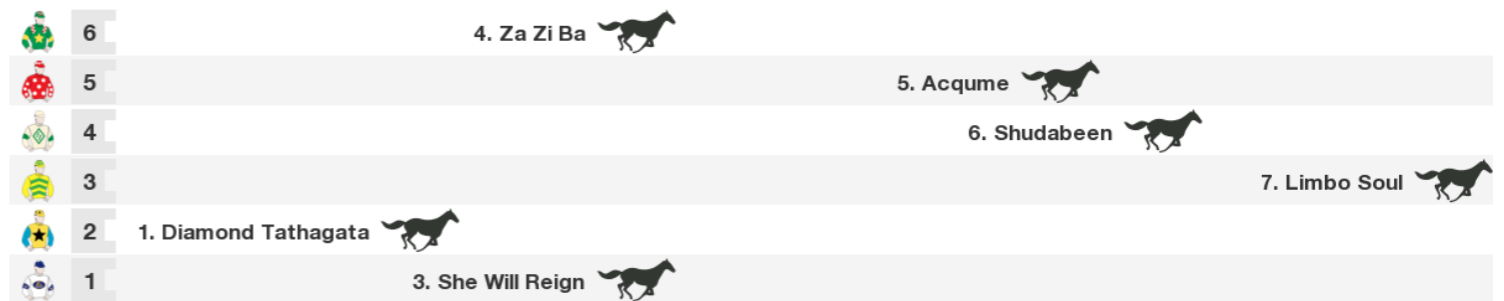 6 4. Za Zi Ba
5 5. Acqume
4 6. Shudabeen
3 7. Limbo Soul
2 1. Diamond Tathagata
1 3. She Will Reign